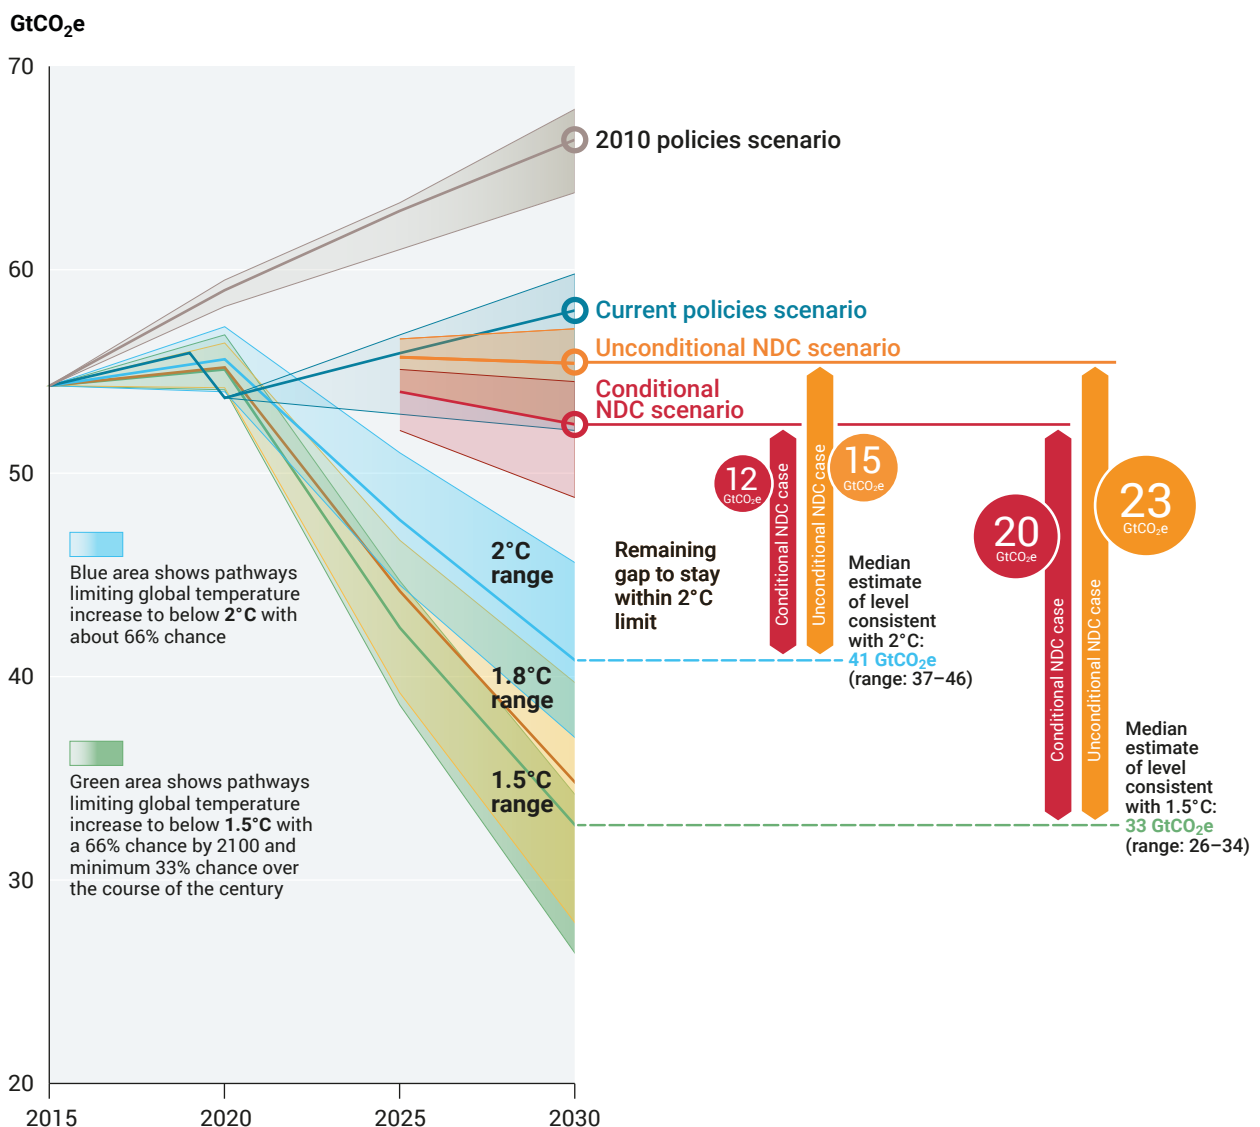 GtCO₂e
70
60
50
40
30
20
2015
2020
2025
2030
2010 policies scenario
Current policies scenario
Unconditional NDC scenario
Conditional
NDC scenario
2°C
range
1.8°C
range
1.5°C
range
Blue area shows pathways
limiting global temperature
increase to below 2°C with
about 66% chance
Green area shows pathways
limiting global temperature
increase to below 1.5°C with
a 66% chance by 2100 and
minimum 33% chance over
the course of the century
Remaining
gap to stay
within 2°C
limit
12
GtCO₂e
Conditional NDC case
Unconditional NDC case
15
GtCO₂e
Median
estimate
of level
consistent
with 2°C:
41 GtCO₂e
(range: 37–46)
20
GtCO₂e
Conditional NDC case
Unconditional NDC case
23
GtCO₂e
Median
estimate
of level
consistent
with 1.5°C:
33 GtCO₂e
(range: 26–34)